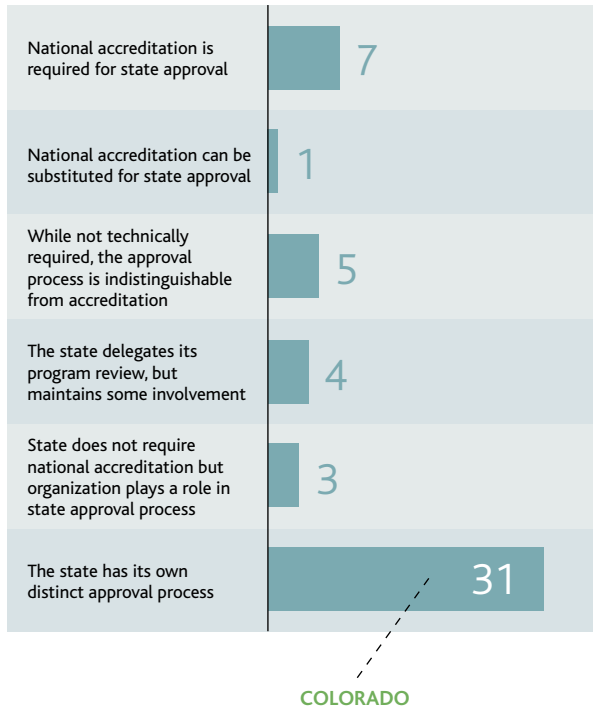 National accreditation is
required for state approval
7
National accreditation can be
substituted for state approval
1
While not technically
required, the approval
process is indistinguishable
from accreditation
5
The state delegates its
program review, but
maintains some involvement
4
State does not require
national accreditation but
organization plays a role in
state approval process
3
The state has its own
distinct approval process
31
COLORADO